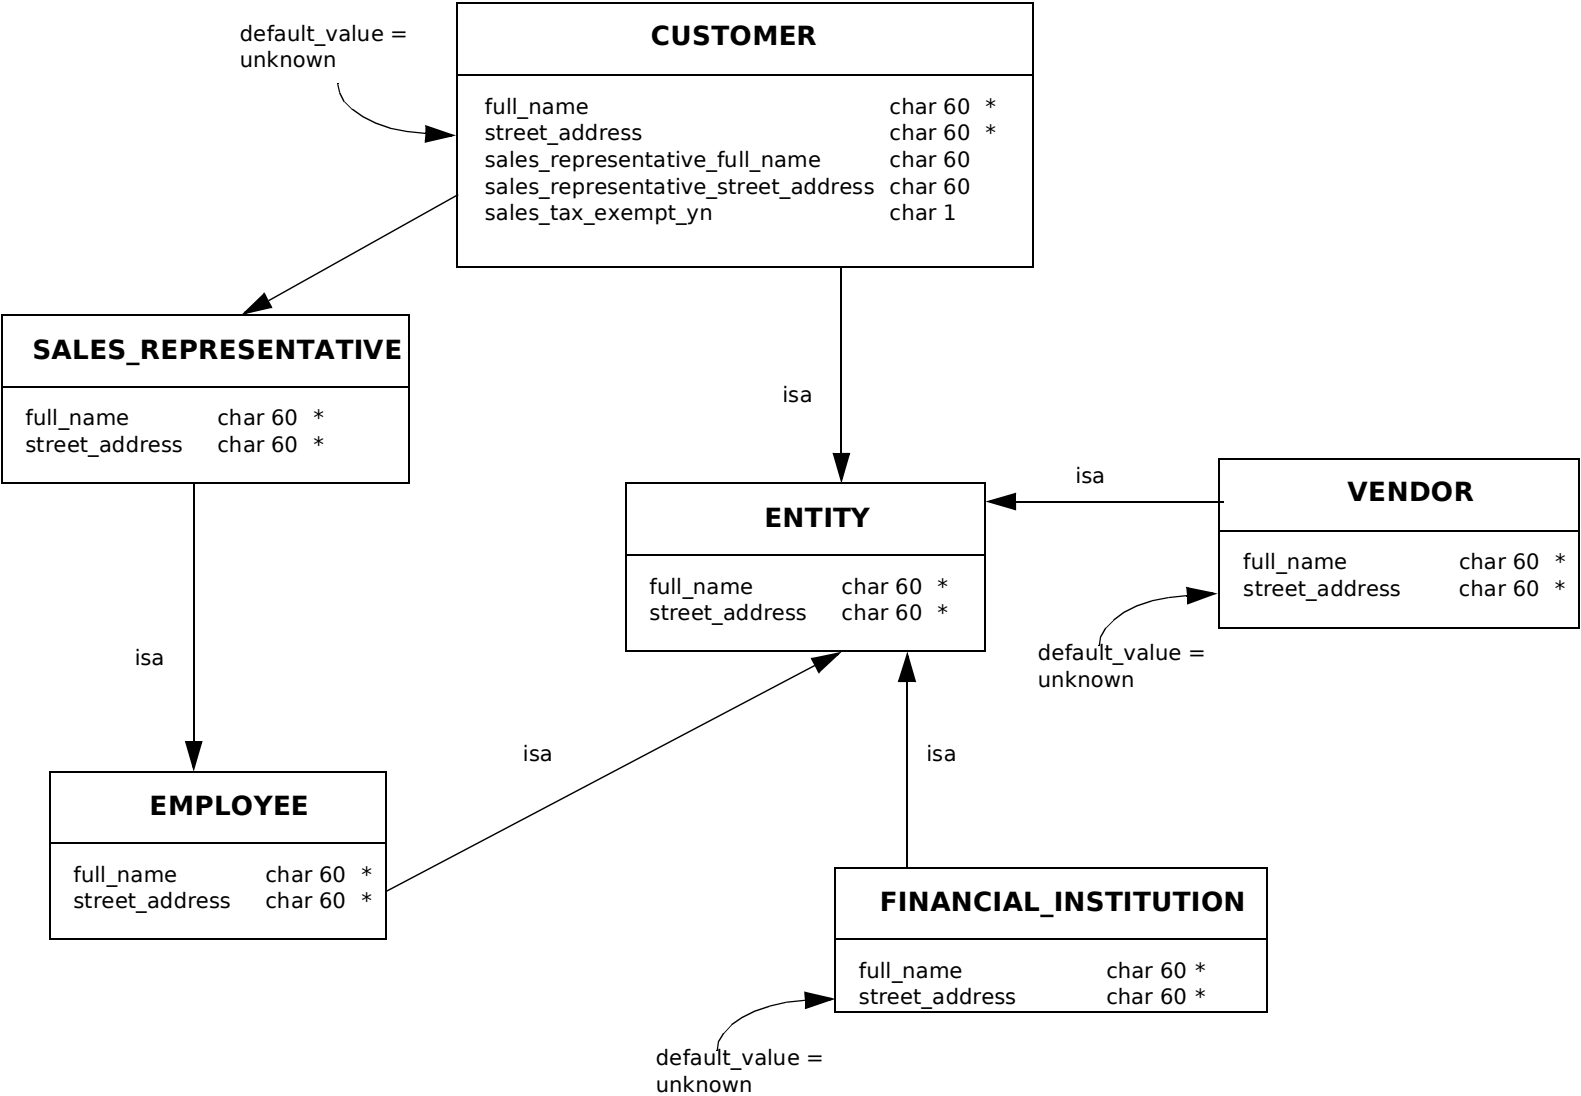 default_value =
unknown
CUSTOMER
full_name char 60 *
street_address char 60 *
sales_representative_full_name char 60
sales_representative_street_address char 60
sales_tax_exempt_yn char 1
SALES_REPRESENTATIVE
full_name char 60 *
street_address char 60 *
isa
isa
VENDOR
full_name char 60 *
street_address char 60 *
ENTITY
full_name char 60 *
street_address char 60 *
default_value =
unknown
isa
isa
isa
EMPLOYEE
full_name char 60 *
street_address char 60 *
FINANCIAL_INSTITUTION
full_name char 60 *
street_address char 60 *
default_value =
unknown